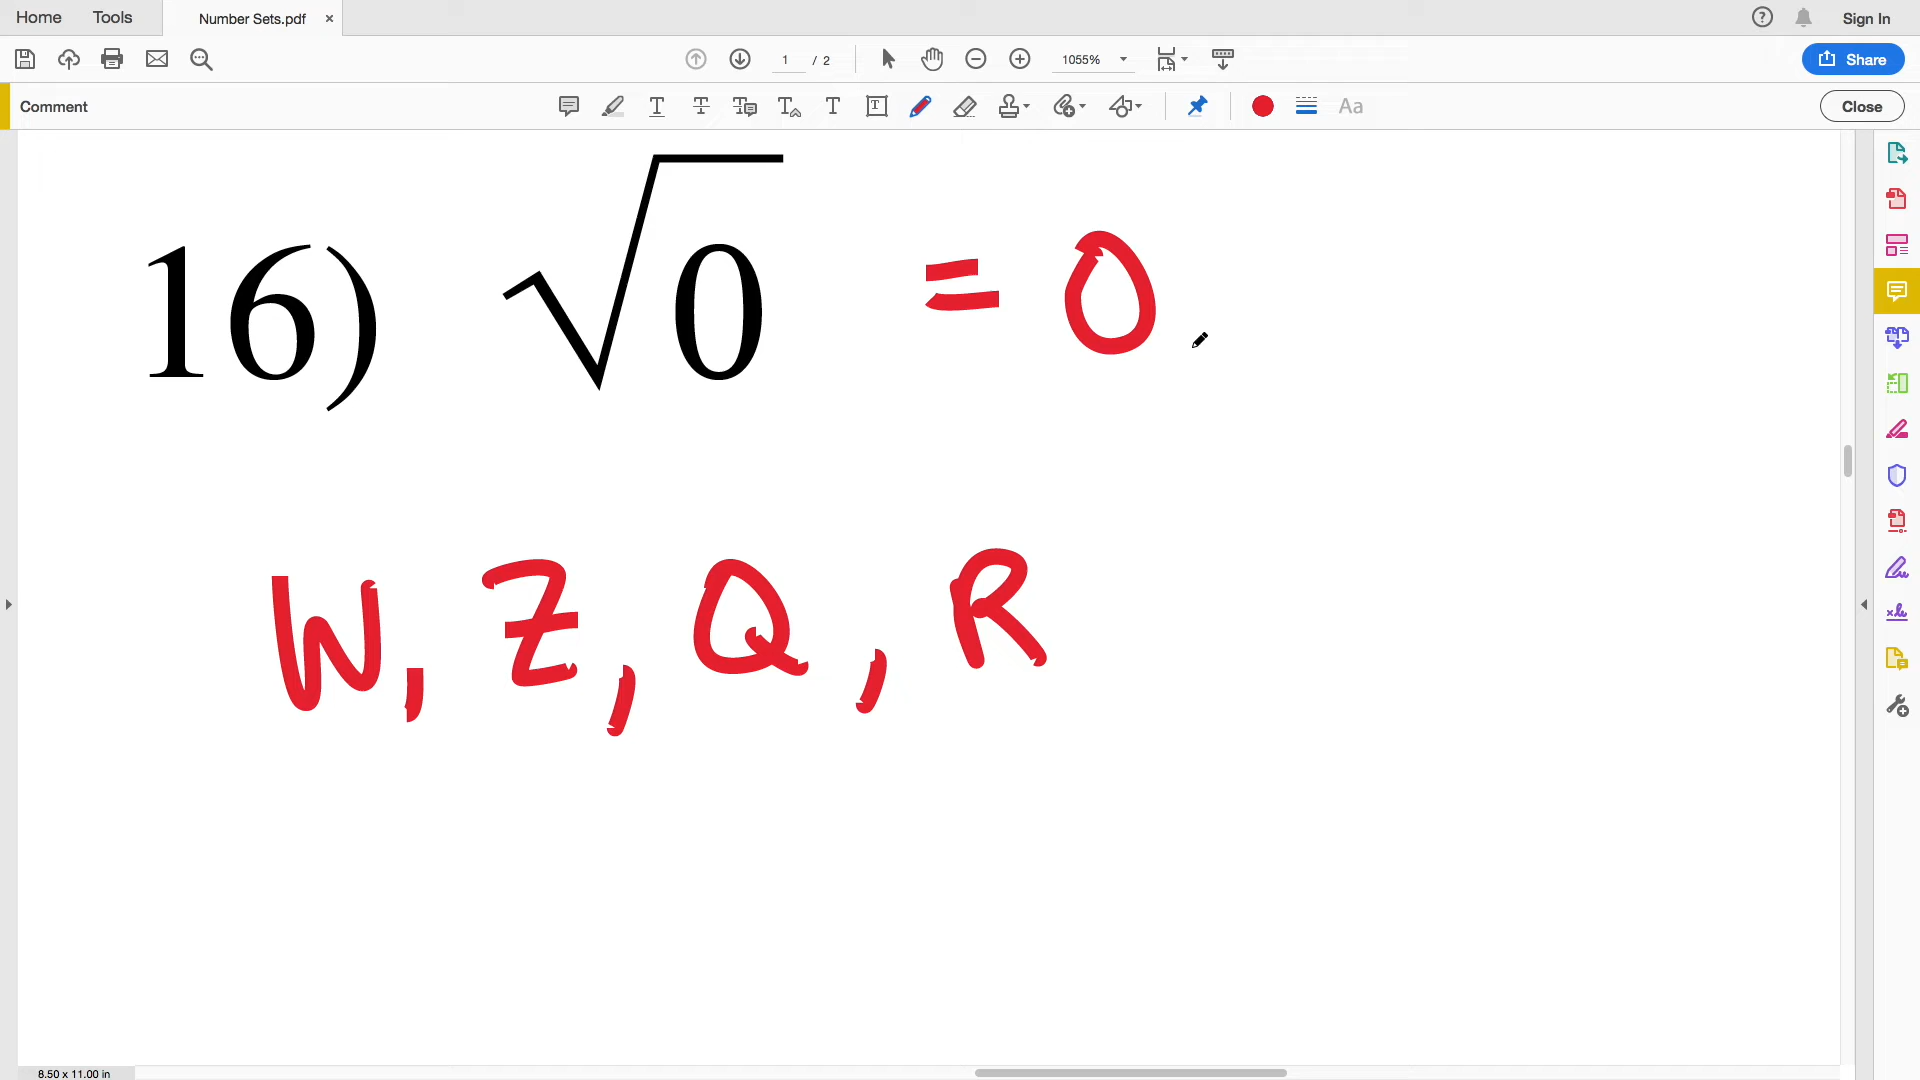 Home Tools Number Sets.pdf × Sign In
1 / 2 1055% Share
Comment Aa Close
16) √0 = 0
W, Z, Q, R
8.50 x 11.00 in